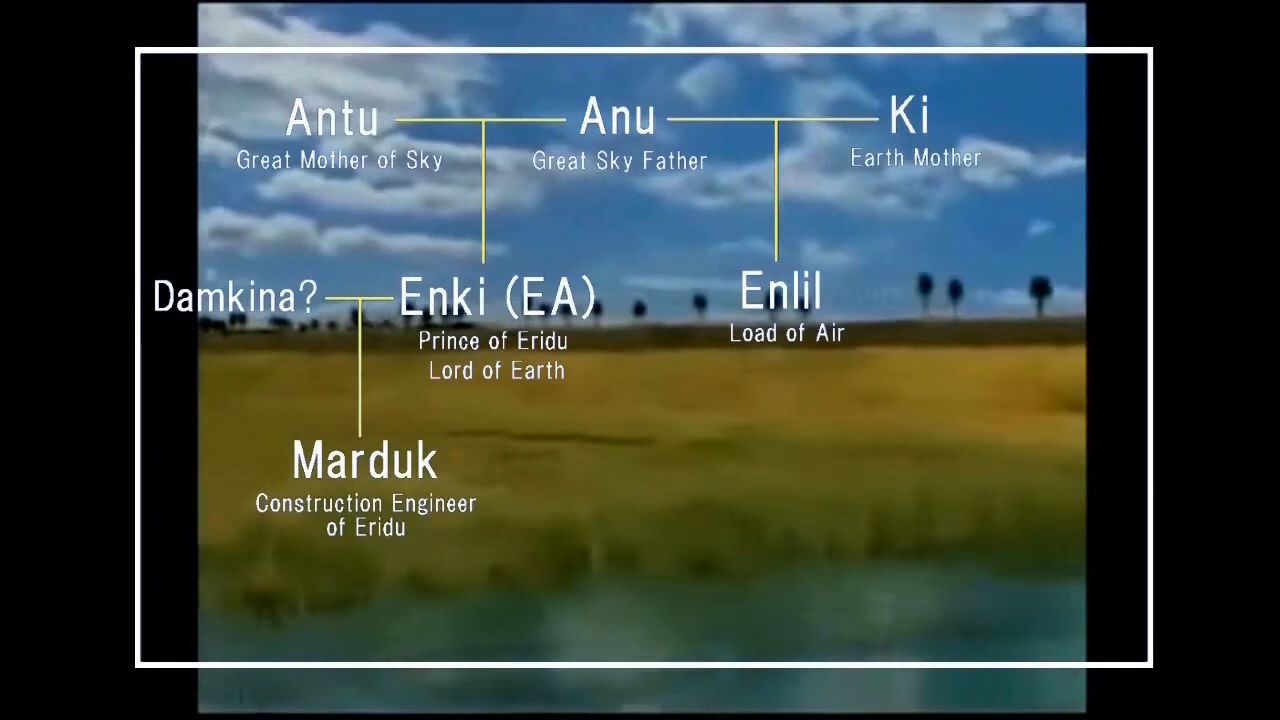 Antu
Great Mother of Sky
Anu
Great Sky Father
Ki
Earth Mother
Damkina?
Enki (EA)
Prince of Eridu
Lord of Earth
Enlil
Load of Air
Marduk
Construction Engineer
of Eridu